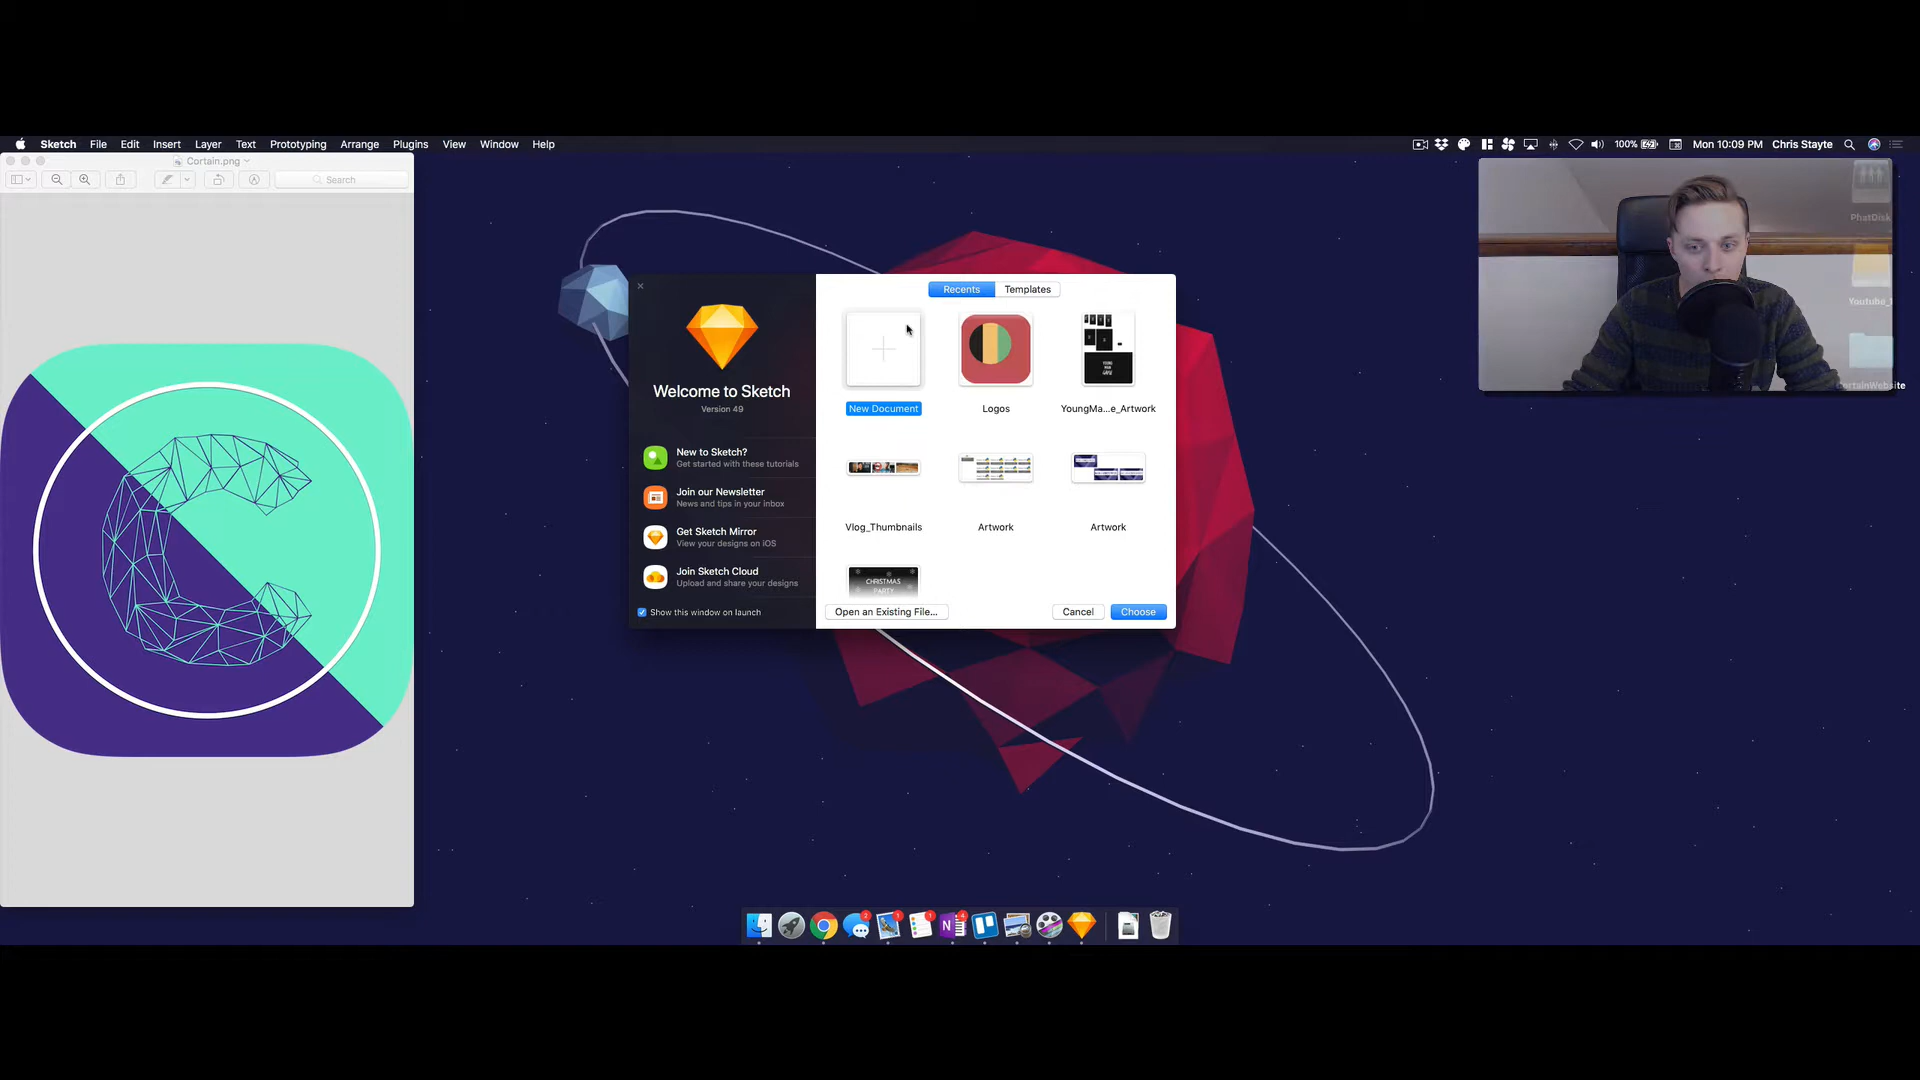 Sketch File Edit Insert Layer Text Prototyping Arrange Plugins View Window Help
100% Mon 10:09 PM Chris Stayte
Cortain.png
Search
Recents Templates
Welcome to Sketch
Version 49
New to Sketch?
Get started with these tutorials
Join our Newsletter
News and tips in your inbox
Get Sketch Mirror
View your designs on iOS
Join Sketch Cloud
Upload and share your designs
Show this window on launch
New Document Logos YoungMa...e_Artwork
Vlog_Thumbnails Artwork Artwork
CHRISTMAS
PARTY
Open an Existing File... Cancel Choose
PhatDisk
CortainWebsite